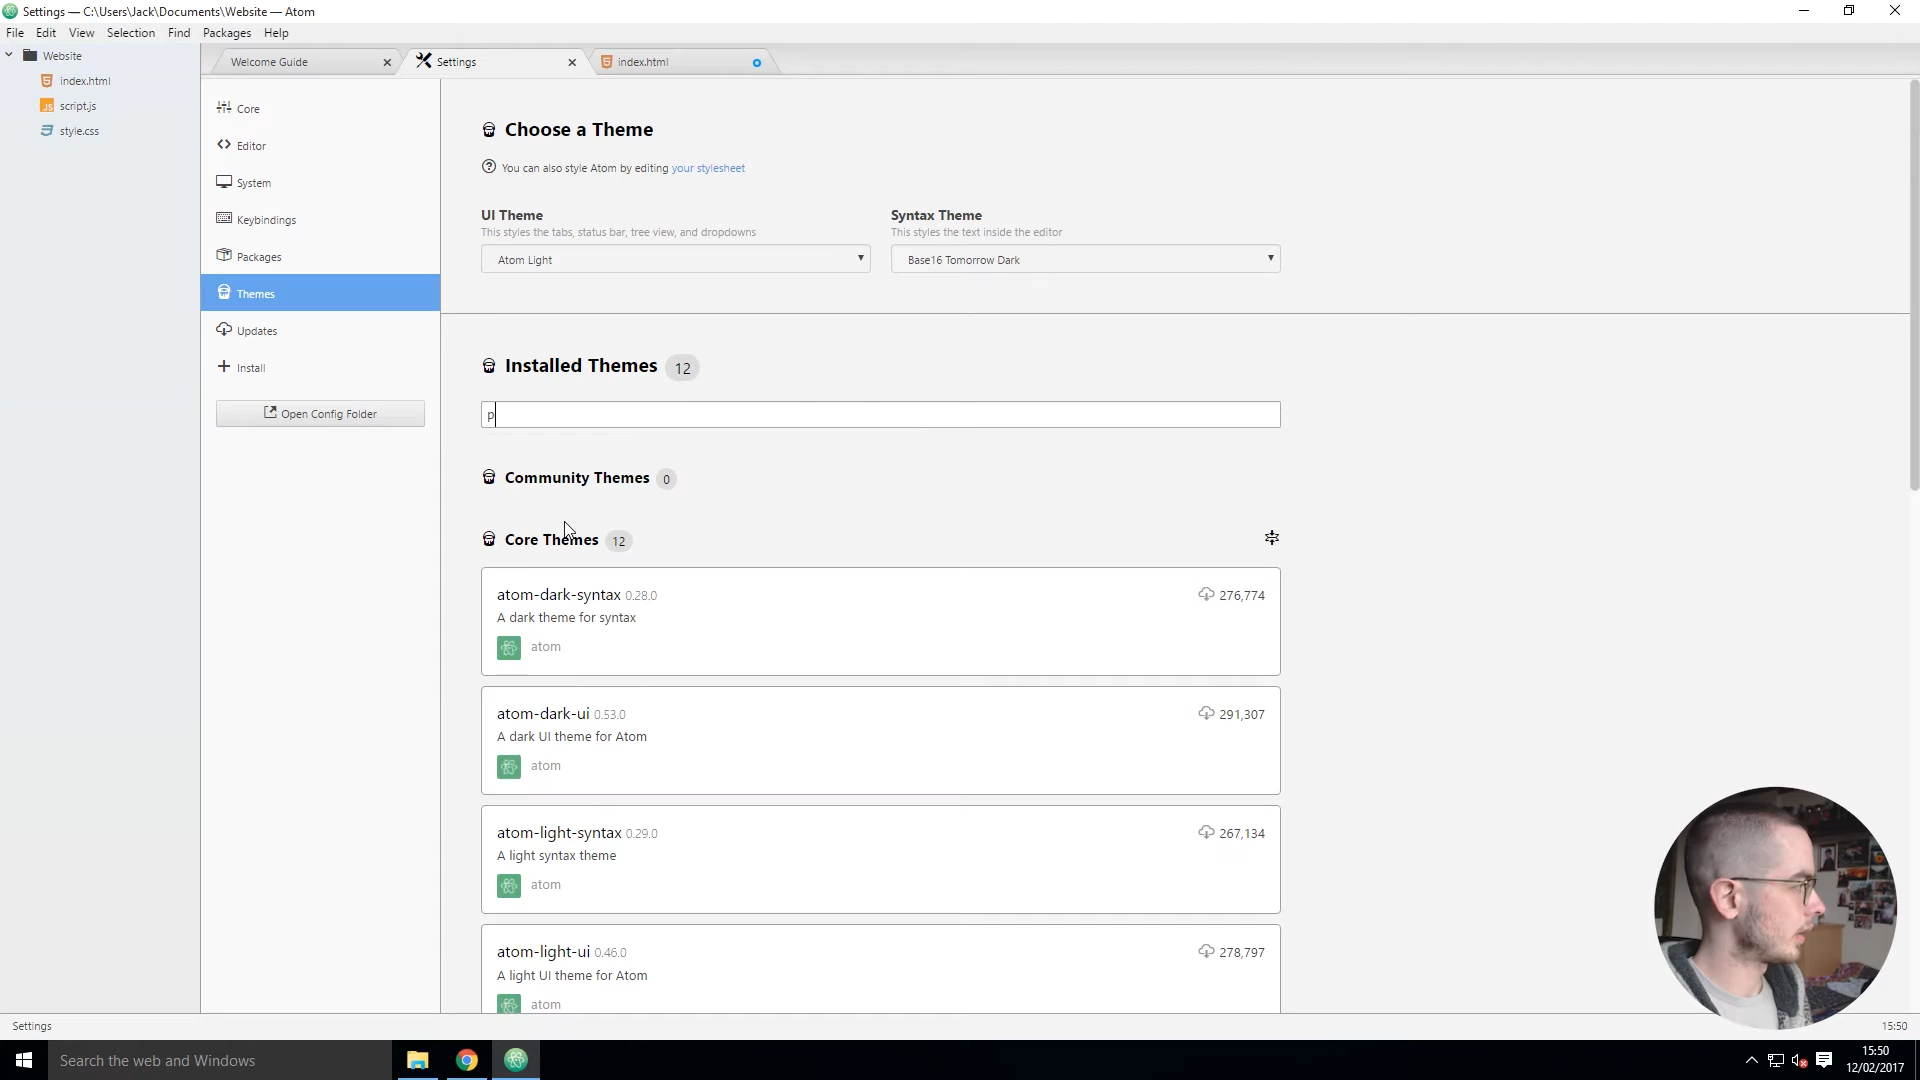 Settings — C:\Users\Jack\Documents\Website — Atom
File Edit View Selection Find Packages Help
Website
index.html
script.js
style.css
Welcome Guide
Settings
index.html
Core
Editor
System
Keybindings
Packages
Themes
Updates
Install
Open Config Folder
Choose a Theme
You can also style Atom by editing your stylesheet
UI Theme
This styles the tabs, status bar, tree view, and dropdowns
Atom Light
Syntax Theme
This styles the text inside the editor
Base16 Tomorrow Dark
Installed Themes 12
p
Community Themes 0
Core Themes 12
atom-dark-syntax 0.28.0 276,774
A dark theme for syntax
atom
atom-dark-ui 0.53.0 291,307
A dark UI theme for Atom
atom
atom-light-syntax 0.29.0 267,134
A light syntax theme
atom
atom-light-ui 0.46.0 278,797
A light UI theme for Atom
atom
Settings 15:50
Search the web and Windows
15:50
12/02/2017